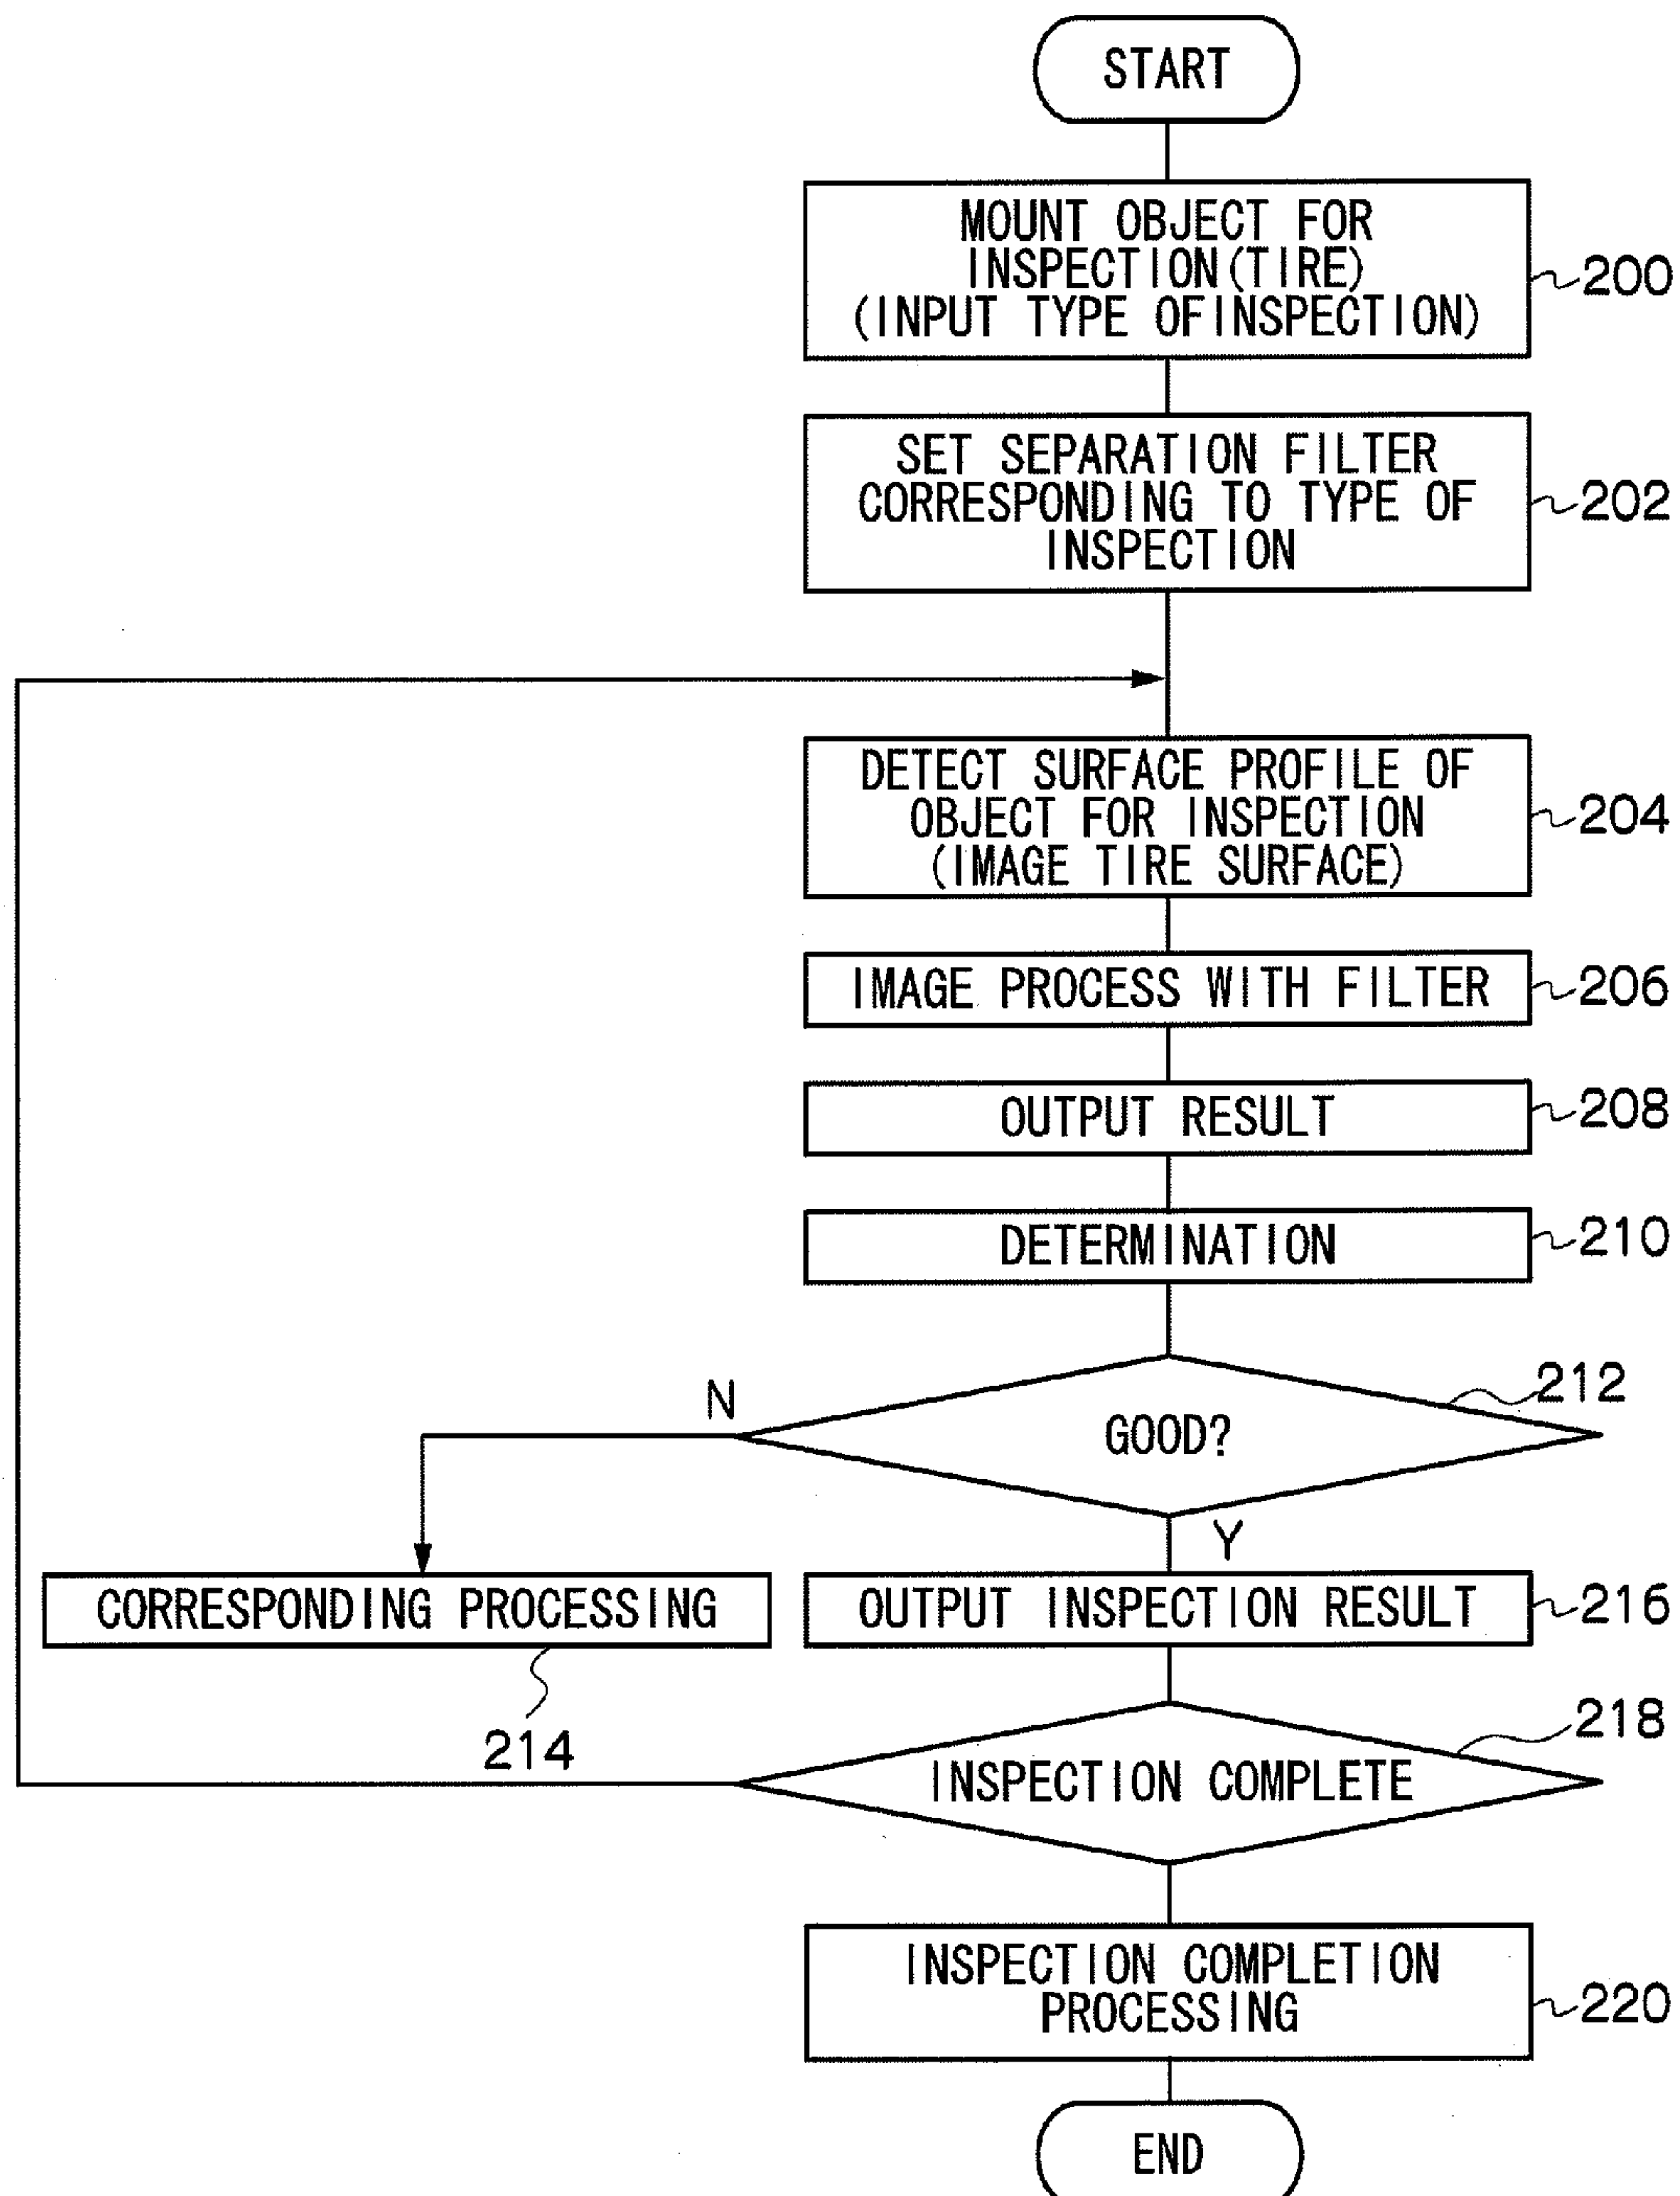 START
MOUNT OBJECT FOR
INSPECTION(TIRE)
(INPUT TYPE OFINSPECTION)
200
SET SEPARATION FILTER
CORRESPONDING TO TYPE OF
INSPECTION
202
DETECT SURFACE PROFILE OF
OBJECT FOR INSPECTION
(IMAGE TIRE SURFACE)
204
IMAGE PROCESS WITH FILTER
206
OUTPUT RESULT
208
DETERMINATION
210
GOOD?
212
N
Y
CORRESPONDING PROCESSING
214
OUTPUT INSPECTION RESULT
216
INSPECTION COMPLETE
218
INSPECTION COMPLETION
PROCESSING
220
END